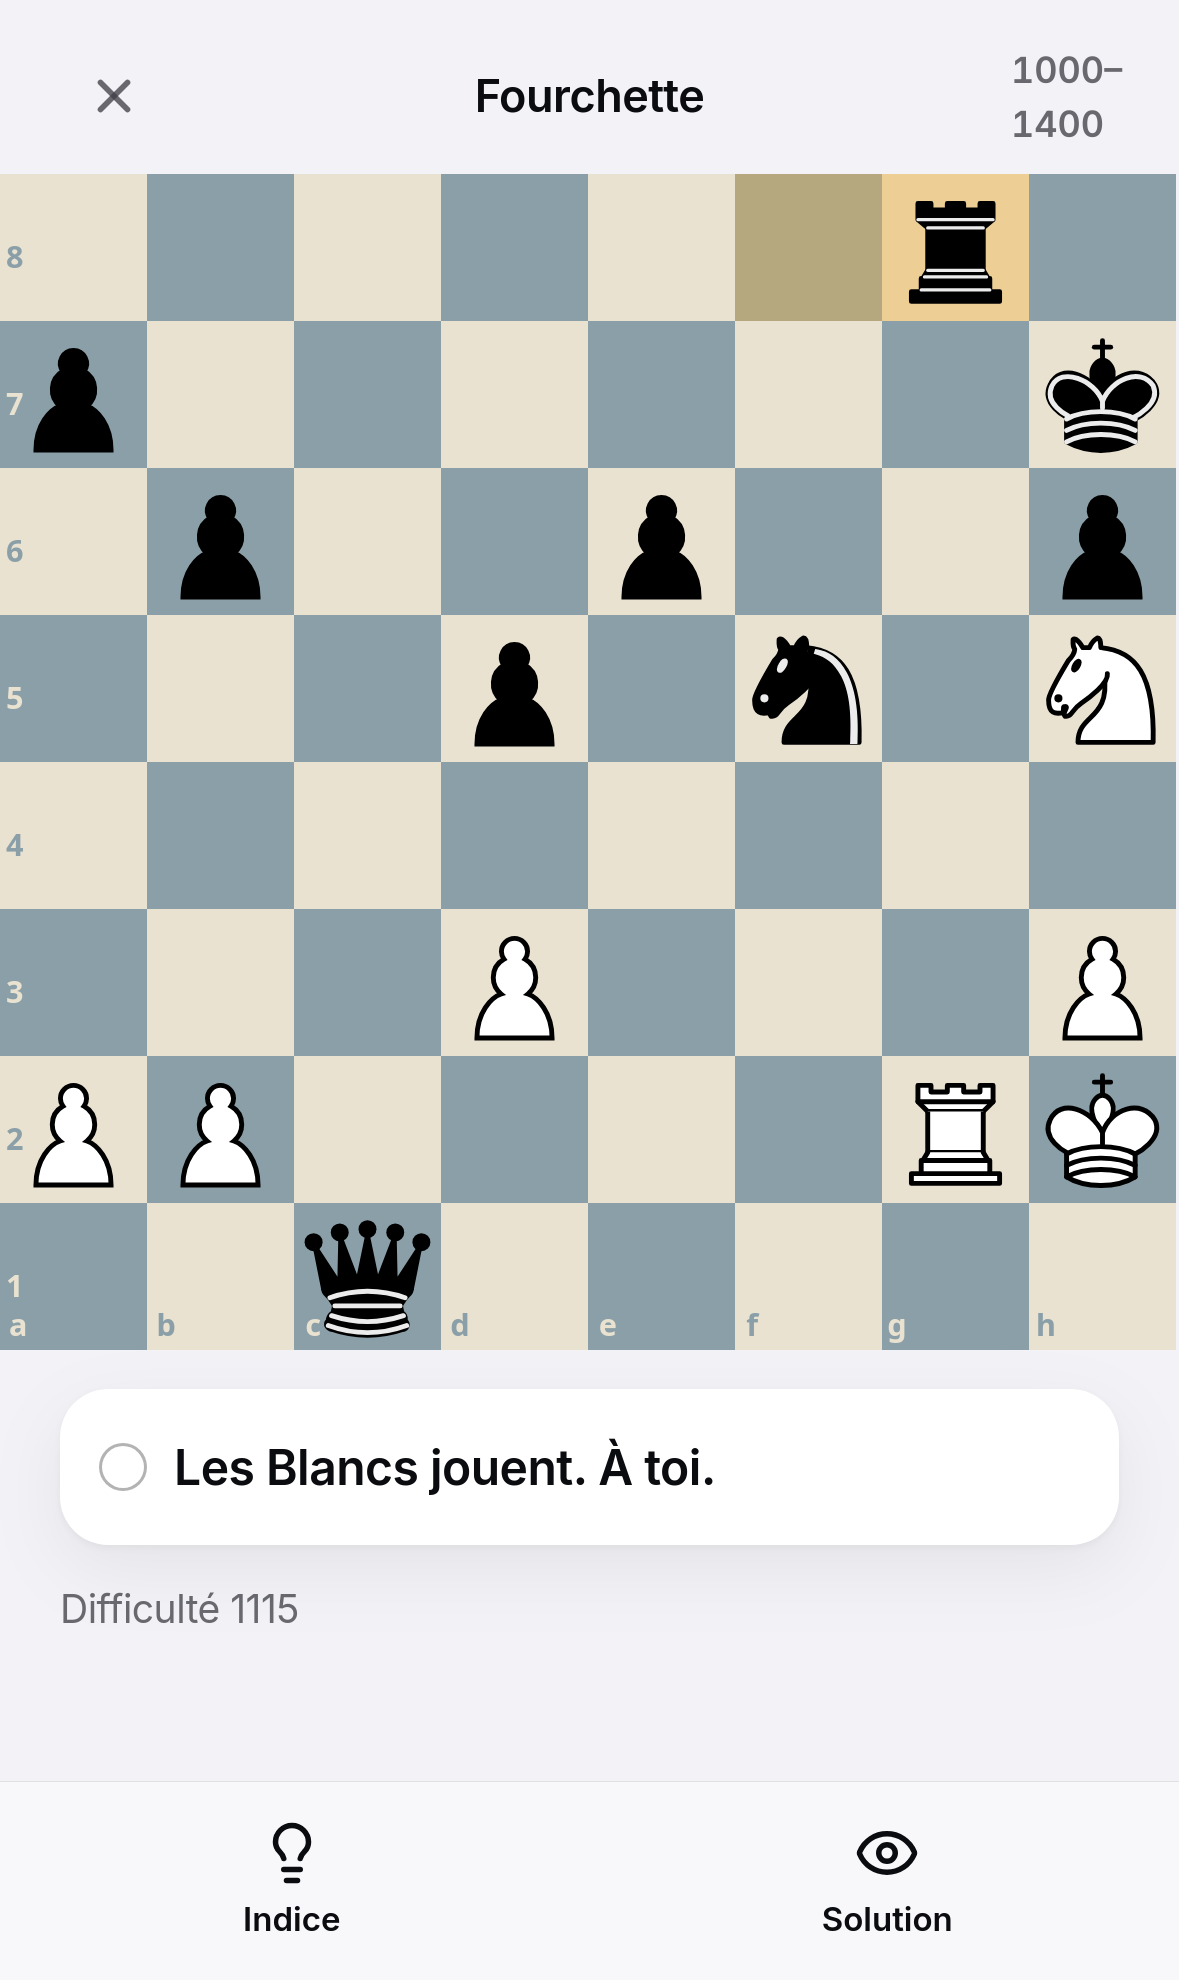 Fourchette
1000–
1400
8
7
6
5
4
3
2
1
a b c d e f g h
Les Blancs jouent. À toi.
Difficulté 1115
Indice Solution